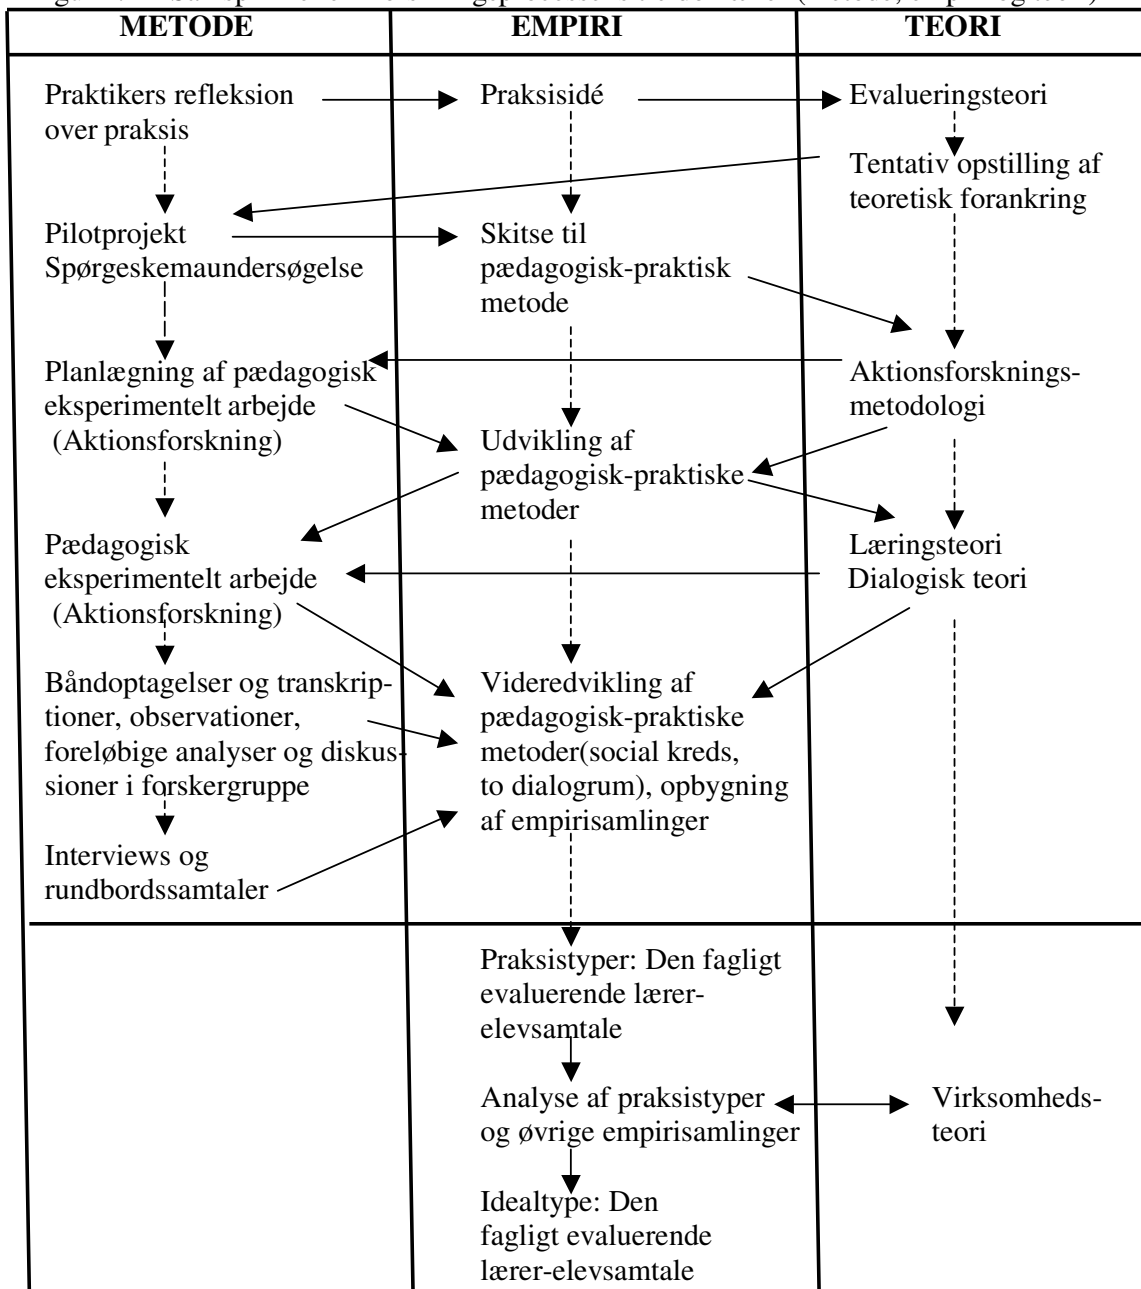 METODE
EMPIRI
TEORI
Praktikers refleksion
over praksis
Praksisidé
Evalueringsteori
Tentativ opstilling af
teoretisk forankring
Pilotprojekt
Spørgeskemaundersøgelse
Skitse til
pædagogisk-praktisk
metode
Planlægning af pædagogisk
eksperimentelt arbejde
(Aktionsforskning)
Aktionsforsknings-
metodologi
Udvikling af
pædagogisk-praktiske
metoder
Pædagogisk
eksperimentelt arbejde
(Aktionsforskning)
Læringsteori
Dialogisk teori
Båndoptagelser og transkrip-
tioner, observationer,
foreløbige analyser og diskus-
sioner i forskergruppe
Videredvikling af
pædagogisk-praktiske
metoder(social kreds,
to dialogrum), opbygning
af empirisamlinger
Interviews og
rundbordssamtaler
Praksistyper: Den fagligt
evaluerende lærer-
elevsamtale
Analyse af praksistyper
og øvrige empirisamlinger
Virksomheds-
teori
Idealtype: Den
fagligt evaluerende
lærer-elevsamtale